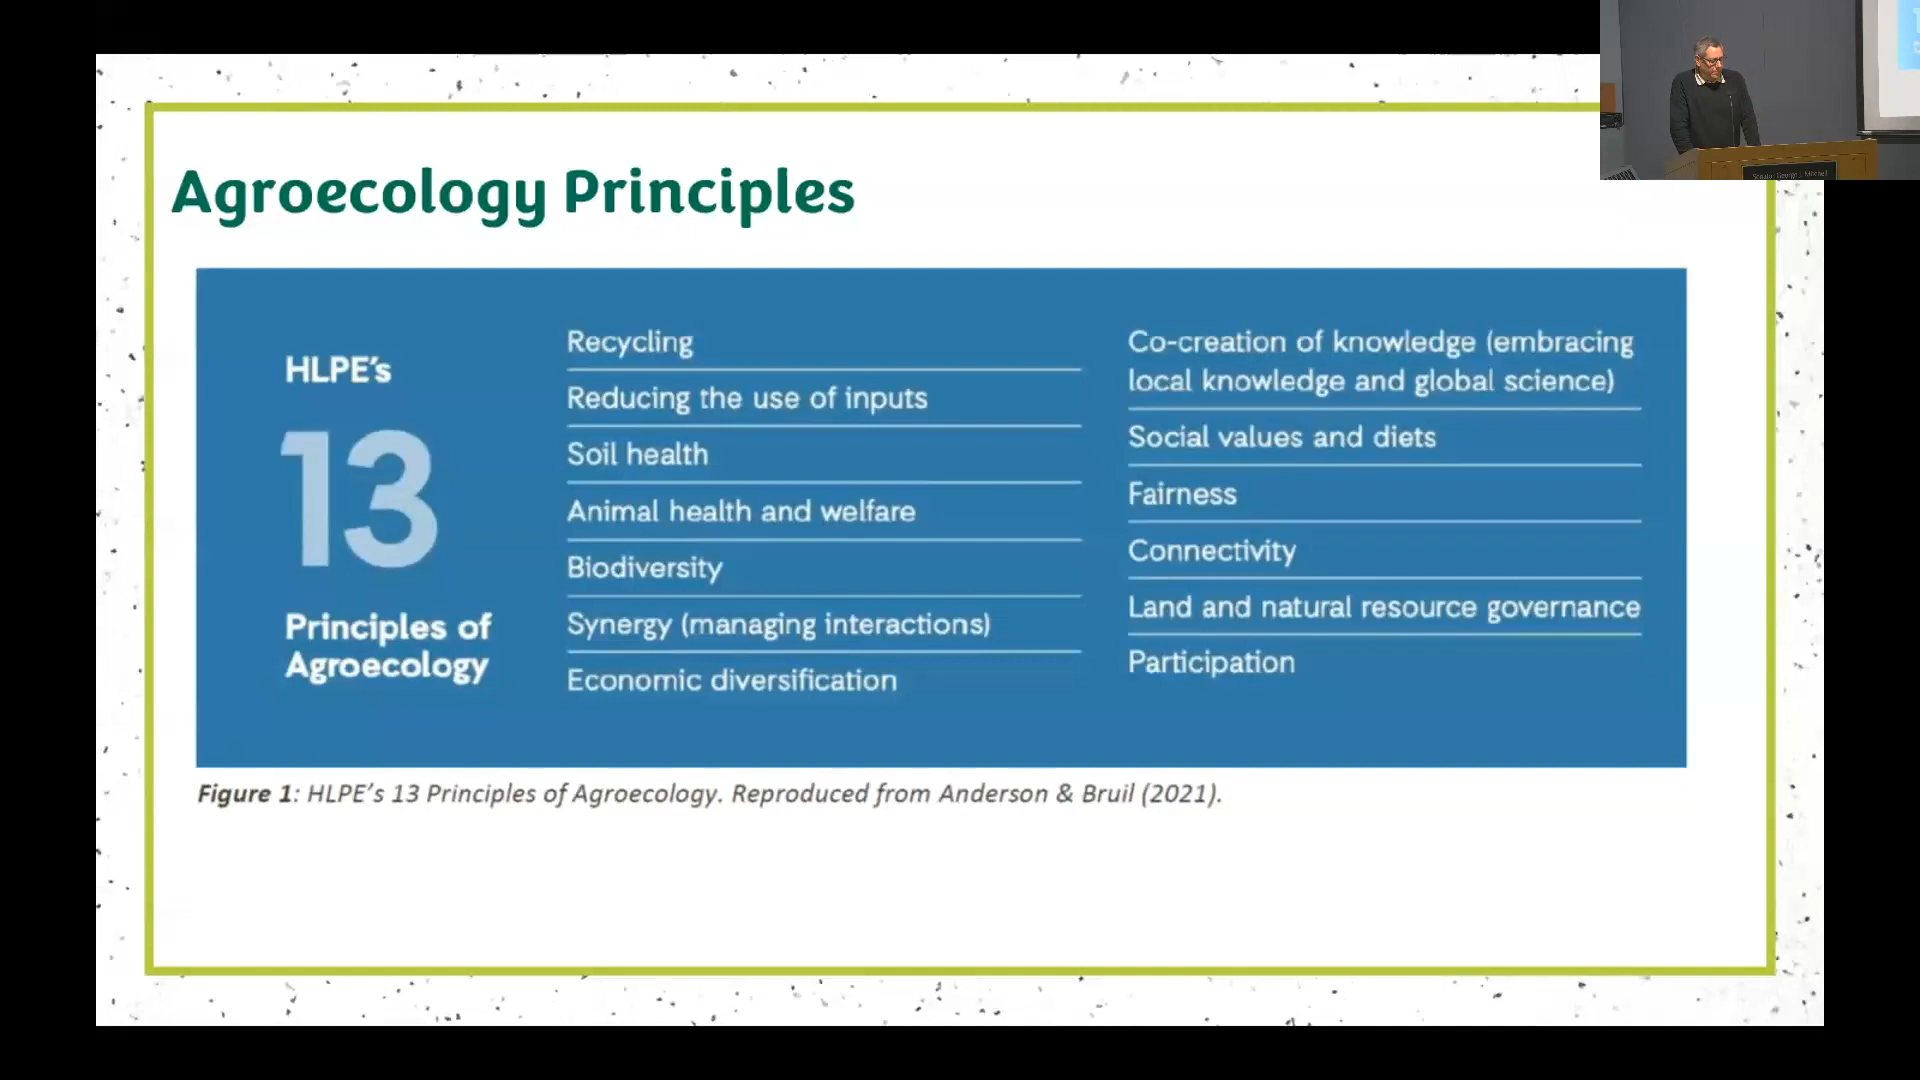 Agroecology Principles
HLPE's
13
Principles of
Agroecology
Recycling
Reducing the use of inputs
Soil health
Animal health and welfare
Biodiversity
Synergy (managing interactions)
Economic diversification
Co-creation of knowledge (embracing
local knowledge and global science)
Social values and diets
Fairness
Connectivity
Land and natural resource governance
Participation
Figure 1: HLPE's 13 Principles of Agroecology. Reproduced from Anderson & Bruil (2021).
Senator George J. Mitchell